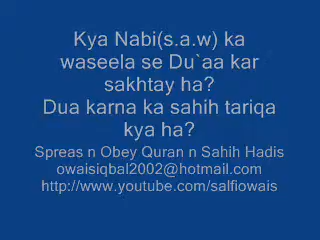 Kya Nabi(s.a.w) ka
waseela se Du`aa kar
sakhtay ha?
Dua karna ka sahih tariqa
kya ha?
Spreas n Obey Quran n Sahih Hadis
owaisiqbal2002@hotmail.com
http://www.youtube.com/salfiowais